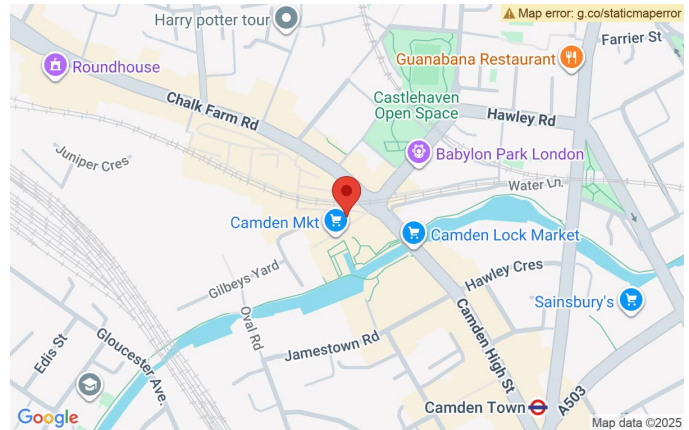 Harry potter tour
Map error: g.co/staticmaperror
Farrier St
Roundhouse
Guanabana Restaurant
Chalk Farm Rd
Castlehaven
Open Space
Hawley Rd
Juniper Cres
Babylon Park London
Water Ln.
Camden Mkt
Camden Lock Market
Gilbeys Yard
Hawley Cres
Sainsbury's
Oval Rd
Edis St
Gloucester Ave.
Jamestown Rd
Camden High St
Camden Town
A503
Google
Map data ©2025